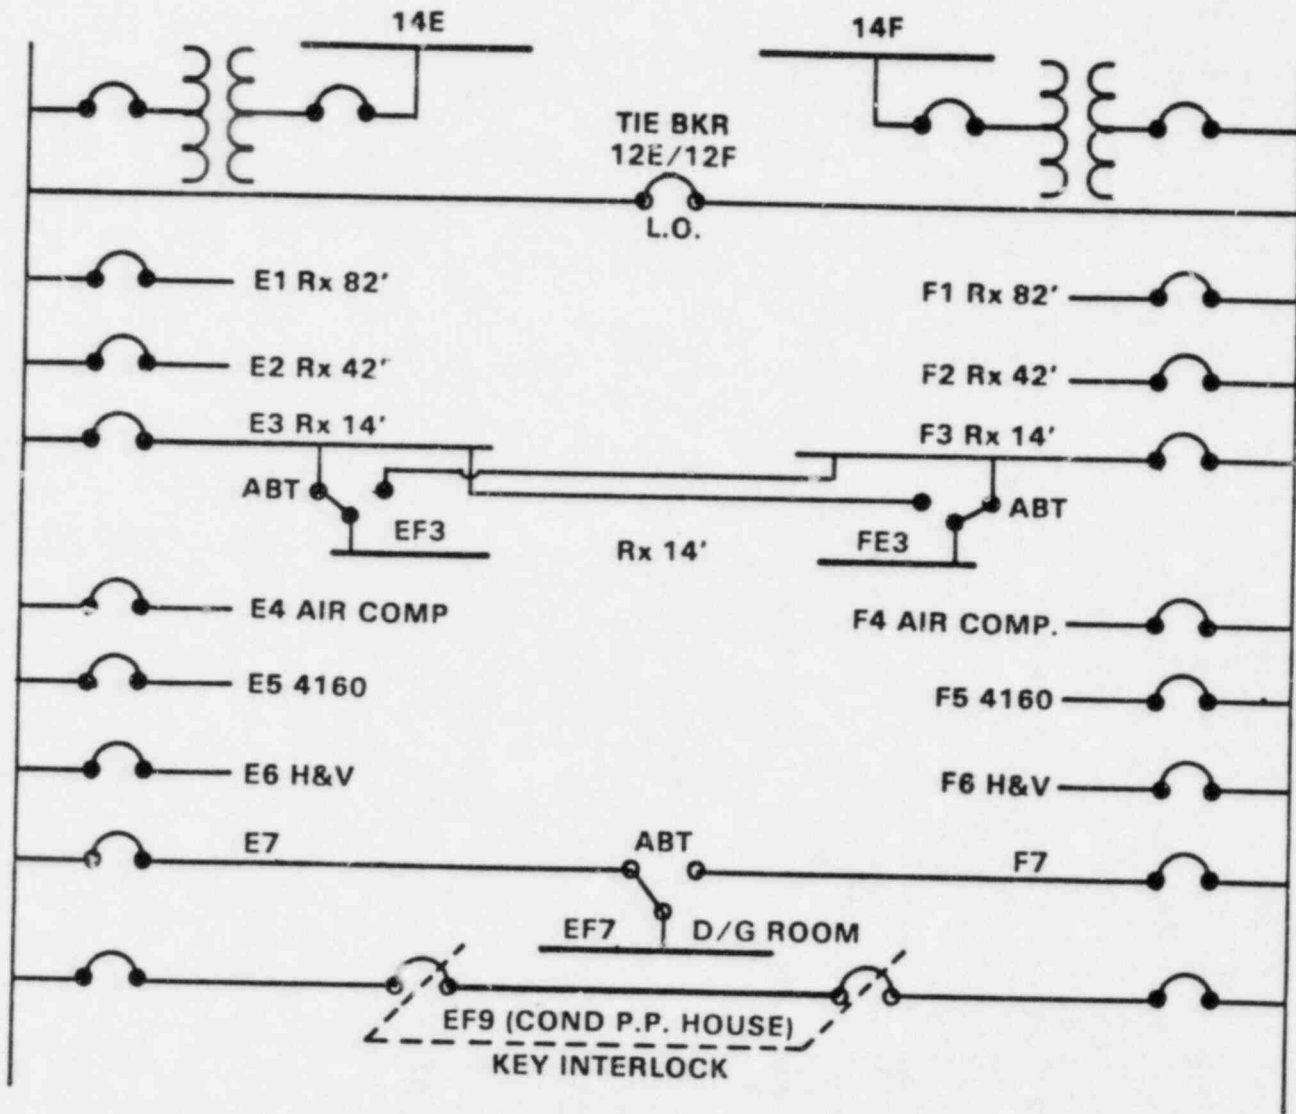 14E
14F
TIE BKR
12E/12F
L.O.
E1 Rx 82'
F1 Rx 82'
E2 Rx 42'
F2 Rx 42'
E3 Rx 14'
F3 Rx 14'
ABT
ABT
EF3
Rx 14'
FE3
E4 AIR COMP
F4 AIR COMP.
E5 4160
F5 4160
E6 H&V
F6 H&V
E7
ABT
F7
EF7
D/G ROOM
EF9 (COND P.P. HOUSE)
KEY INTERLOCK